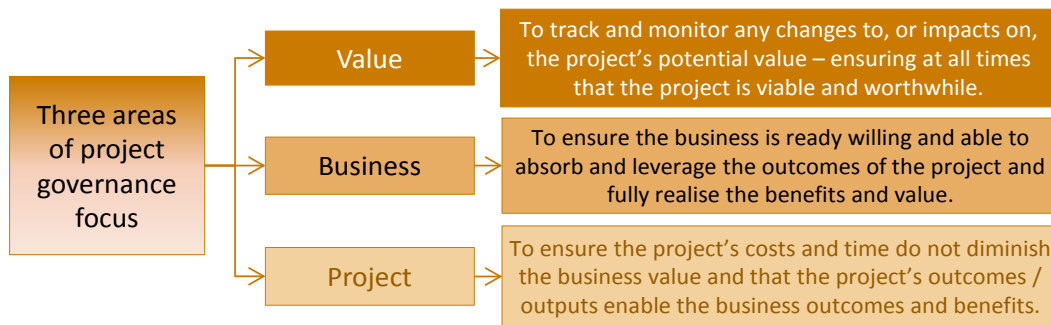 Three areas
of project
governance
focus
Value
To track and monitor any changes to, or impacts on,
the project's potential value – ensuring at all times
that the project is viable and worthwhile.
Business
To ensure the business is ready willing and able to
absorb and leverage the outcomes of the project and
fully realise the benefits and value.
Project
To ensure the project's costs and time do not diminish
the business value and that the project's outcomes /
outputs enable the business outcomes and benefits.